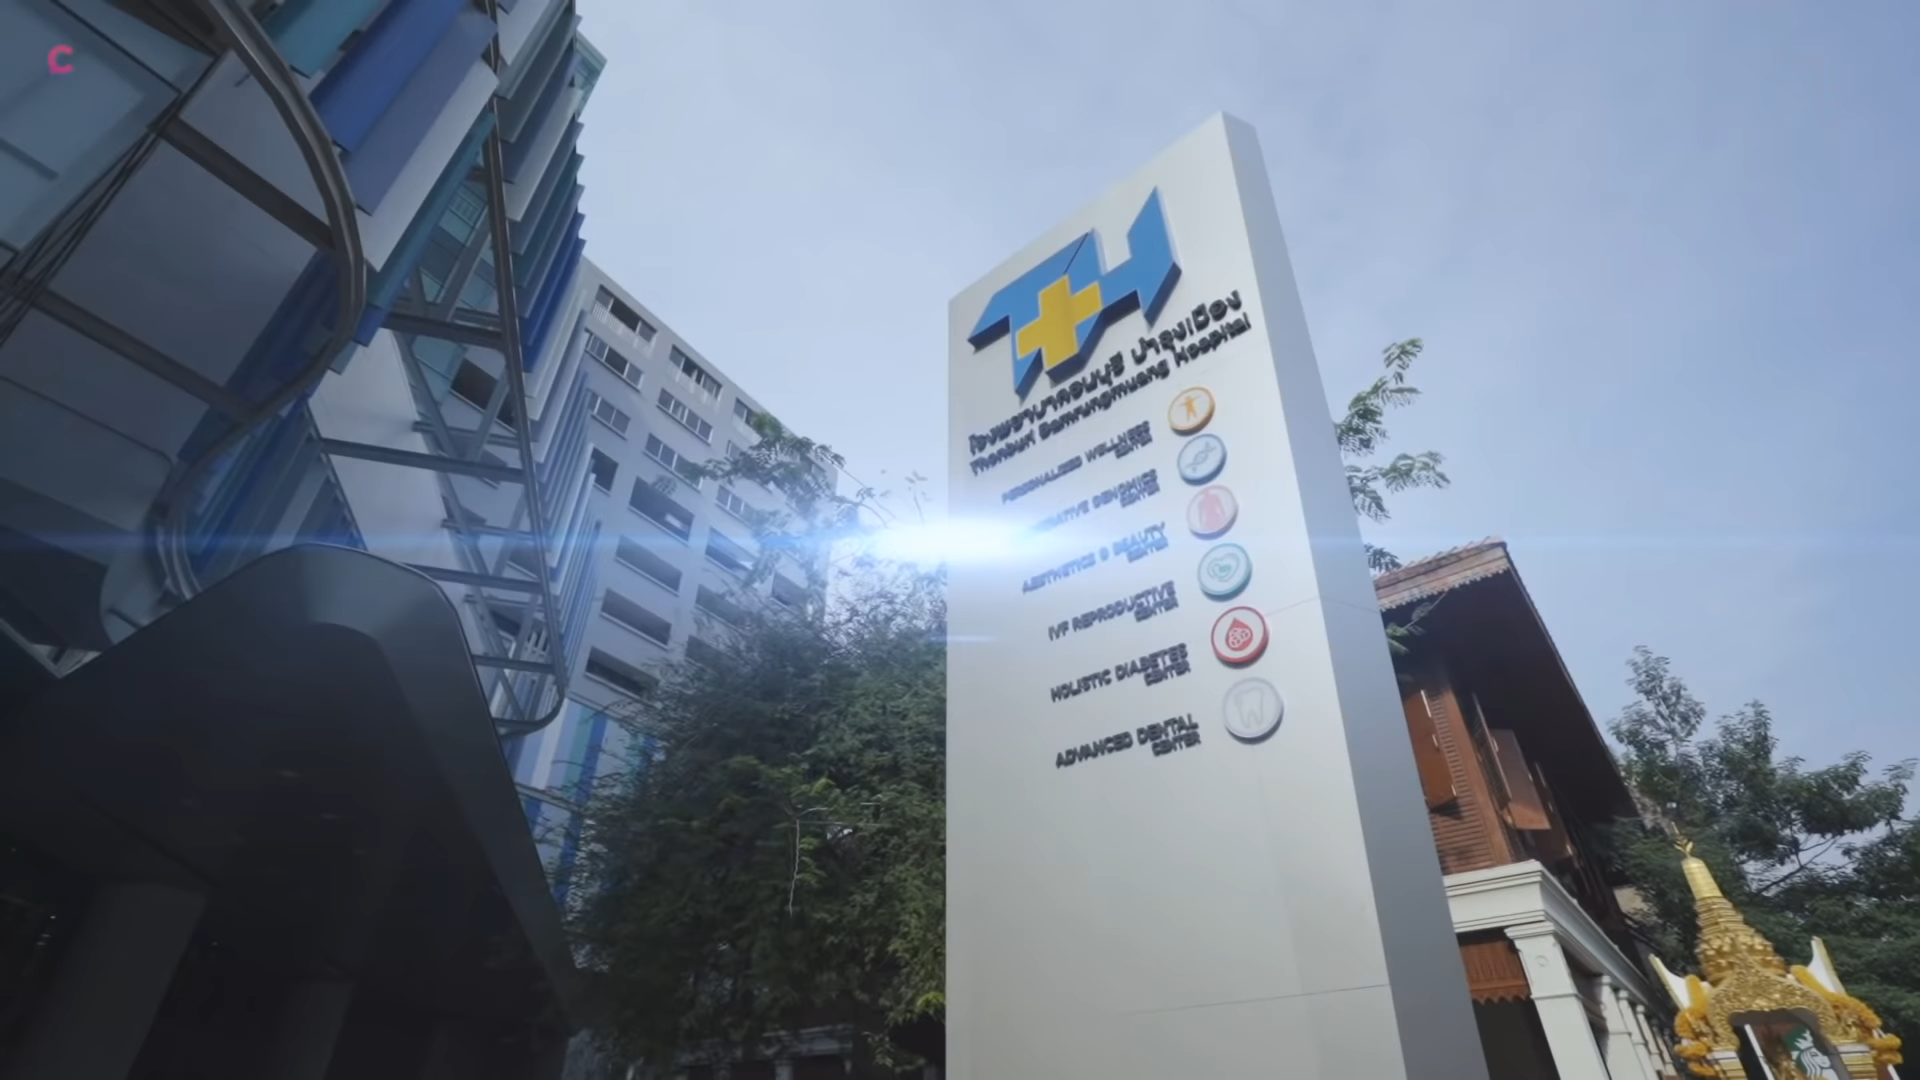 C
TH
โรงพยาบาลธนบุรี บำรุงเมือง
Thonburi Bamrungmuang Hospital
PERSONALIZED WELLNESS
CENTER
GENOMICS
CENTER
AESTHETICS & BEAUTY
CENTER
IVF REPRODUCTIVE
CENTER
HOLISTIC DIABETES
CENTER
ADVANCED DENTAL
CENTER